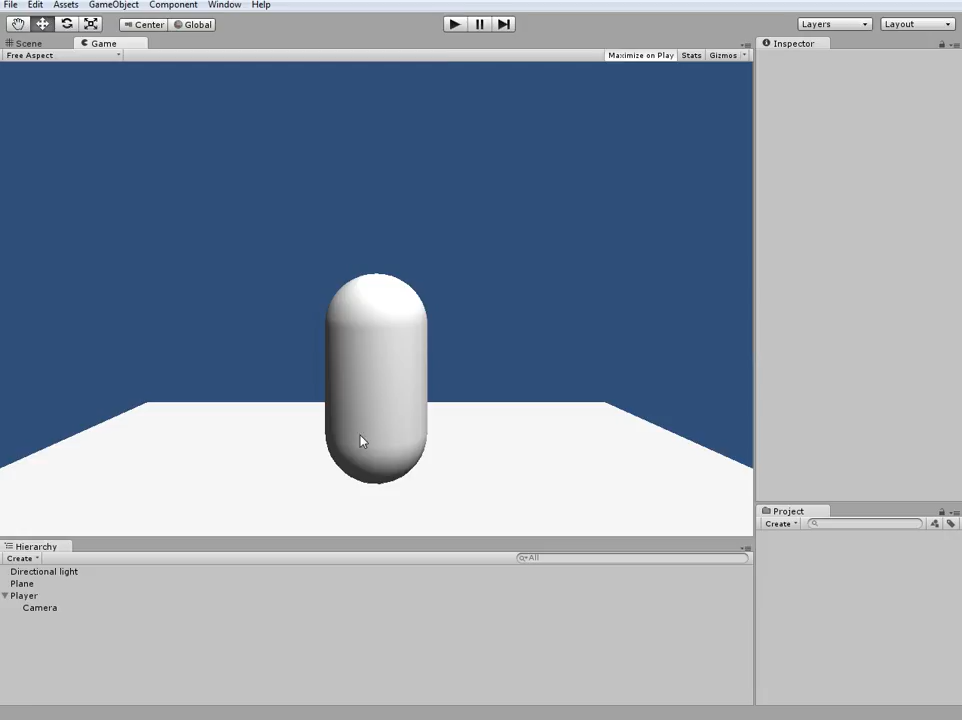 File Edit Assets GameObject Component Window Help
Center Global Layers Layout
Scene Game Inspector
Free Aspect Maximize on Play Stats Gizmos
Project
Create
Hierarchy
Create All
Directional light
Plane
Player
Camera